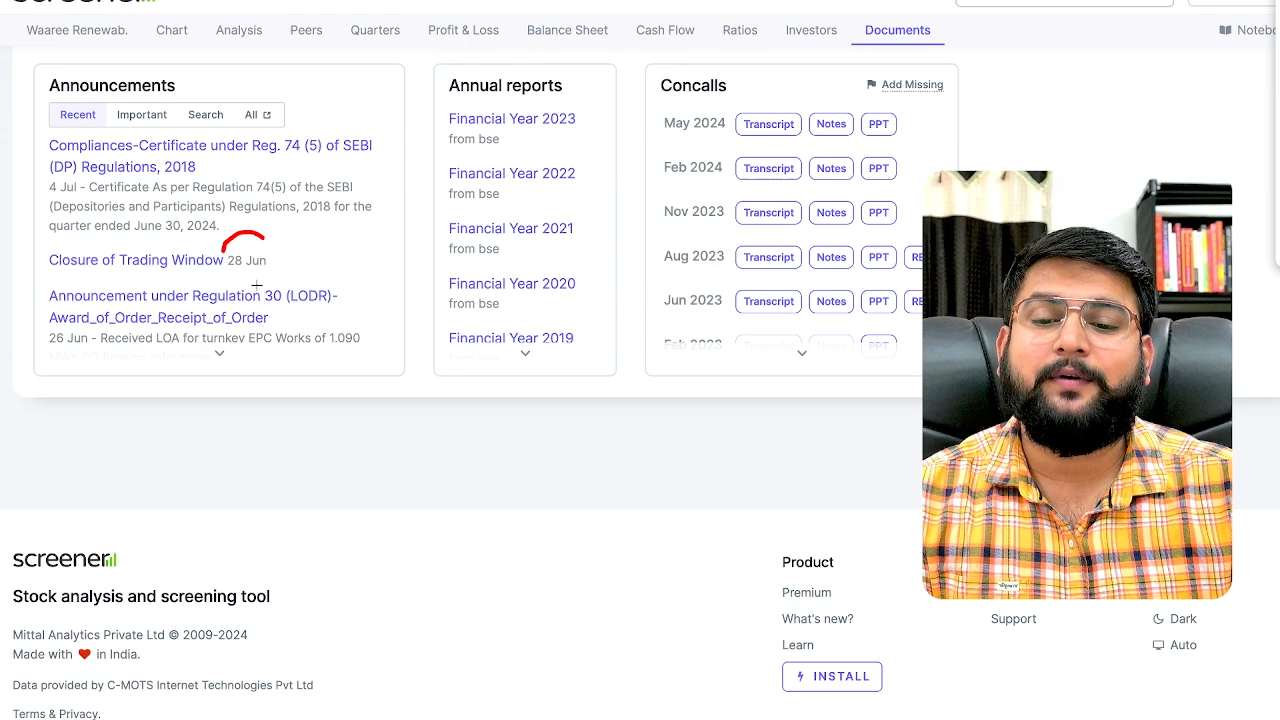 screener
Waaree Renewab.
Chart
Analysis
Peers
Quarters
Profit & Loss
Balance Sheet
Cash Flow
Ratios
Investors
Documents
Announcements
Recent
Important
Search
All
Compliances-Certificate under Reg. 74 (5) of SEBI
(DP) Regulations, 2018
4 Jul - Certificate As per Regulation 74(5) of the SEBI
(Depositories and Participants) Regulations, 2018 for the
quarter ended June 30, 2024.
Closure of Trading Window 28 Jun
Announcement under Regulation 30 (LODR)-
Award_of_Order_Receipt_of_Order
26 Jun - Received LOA for turnkey EPC Works of 1.090
Annual reports
Financial Year 2023
from bse
Financial Year 2022
from bse
Financial Year 2021
from bse
Financial Year 2020
from bse
Financial Year 2019
Concalls
Add Missing
May 2024 Transcript Notes PPT
Feb 2024 Transcript Notes PPT
Nov 2023 Transcript Notes PPT
Aug 2023 Transcript Notes PPT
Jun 2023 Transcript Notes PPT
Feb 2023 Transcript Notes PPT
screener
Stock analysis and screening tool
Mittal Analytics Private Ltd © 2009-2024
Made with ❤ in India.
Data provided by C-MOTS Internet Technologies Pvt Ltd
Terms & Privacy.
Product
Premium
What's new?
Learn
INSTALL
Support
Dark
Auto